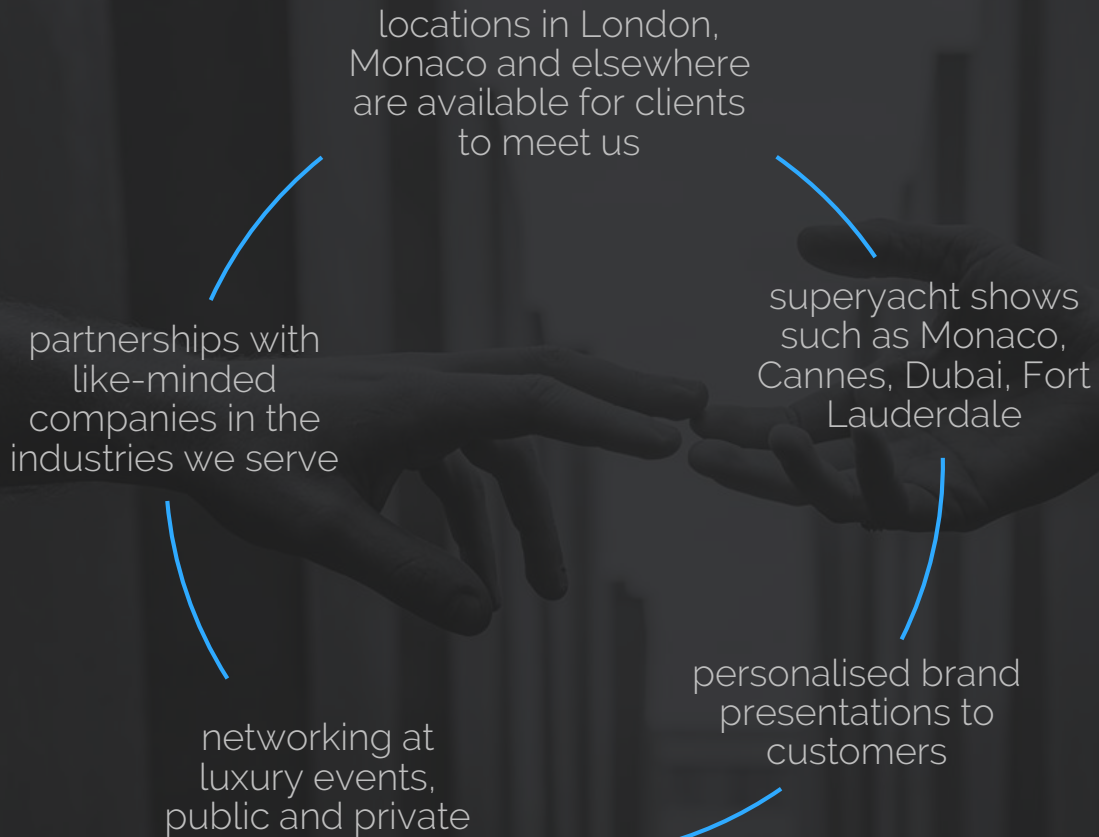 locations in London,
Monaco and elsewhere
are available for clients
to meet us
superyacht shows
such as Monaco,
Cannes, Dubai, Fort
Lauderdale
personalised brand
presentations to
customers
networking at
luxury events,
public and private
partnerships with
like-minded
companies in the
industries we serve